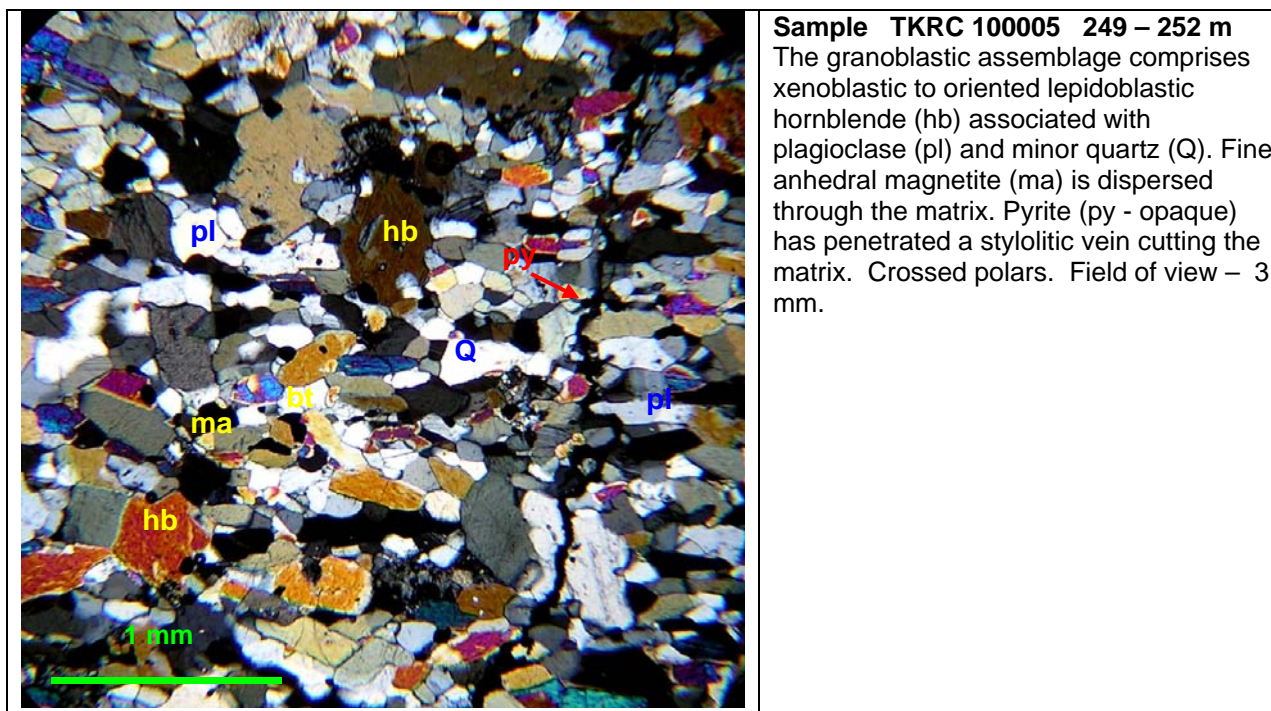 Sample TKRC 100005 249 – 252 m
The granoblastic assemblage comprises
xenoblastic to oriented lepidoblastic
hornblende (hb) associated with
plagioclase (pl) and minor quartz (Q). Fine
anhedral magnetite (ma) is dispersed
through the matrix. Pyrite (py - opaque)
has penetrated a stylolitic vein cutting the
matrix. Crossed polars. Field of view – 3
mm.
pl
hb
py
Q
bt
pl
ma
hb
1 mm